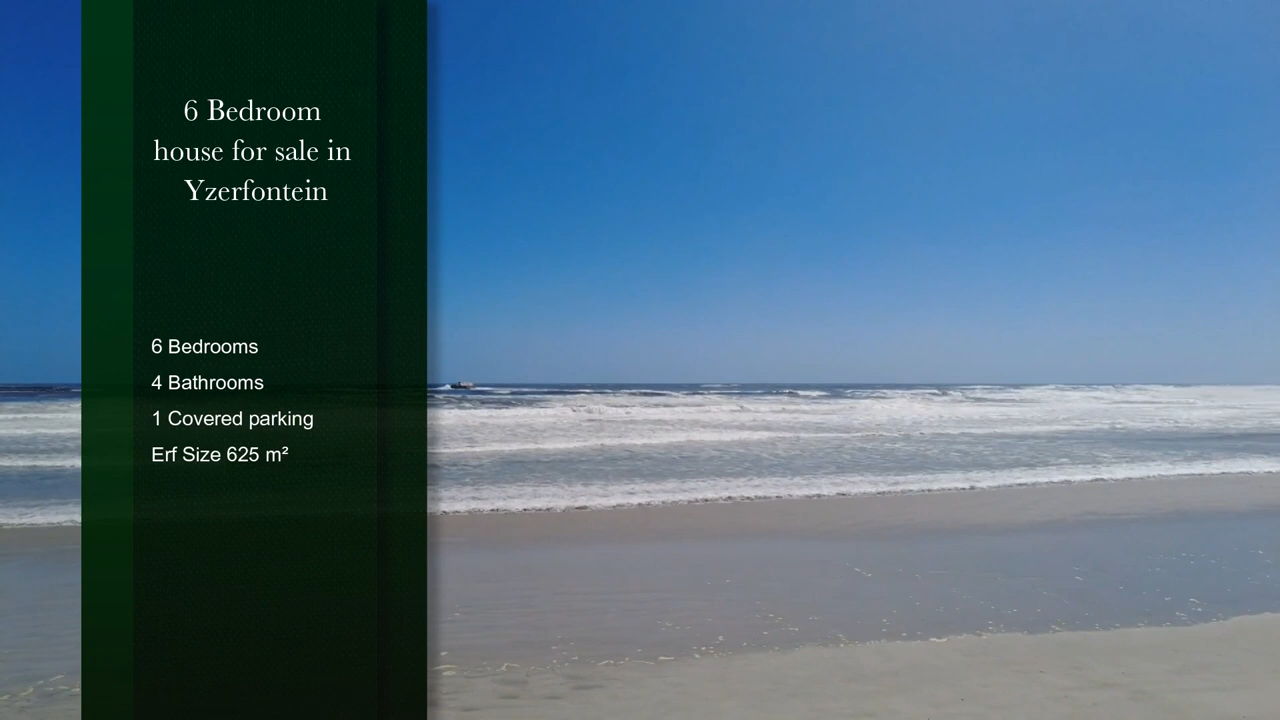 6 Bedroom
house for sale in
Yzerfontein
6 Bedrooms
4 Bathrooms
1 Covered parking
Erf Size 625 m²